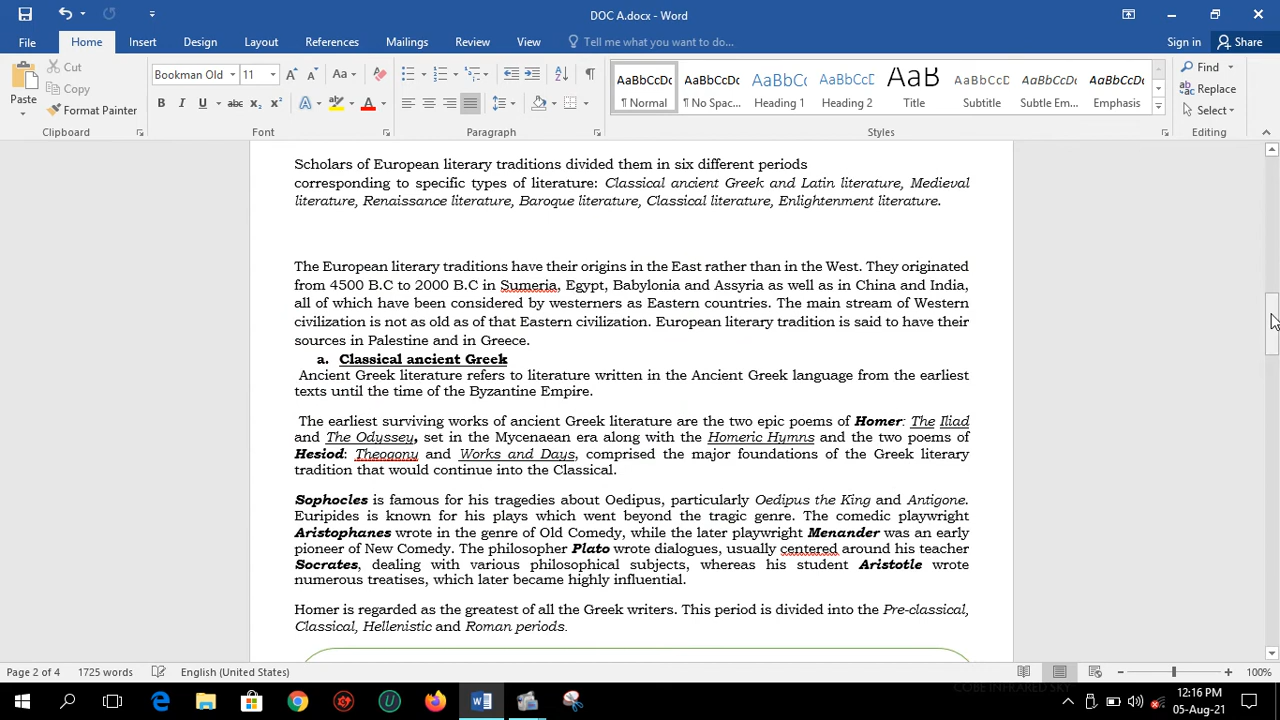 DOC A.docx - Word
File Home Insert Design Layout References Mailings Review View Tell me what you want to do... Sign in Share
Paste Cut Copy Format Painter
Bookman Old 11
AaBbCcDc AaBbCcDc AaBbCc AaBbCcC AaB AaBbCcD AaBbCcDc AaBbCcDc
¶ Normal ¶ No Spac... Heading 1 Heading 2 Title Subtitle Subtle Em... Emphasis
Find
Replace
Select
Clipboard Font Paragraph Styles Editing
Scholars of European literary traditions divided them in six different periods
corresponding to specific types of literature: Classical ancient Greek and Latin literature, Medieval
literature, Renaissance literature, Baroque literature, Classical literature, Enlightenment literature.
The European literary traditions have their origins in the East rather than in the West. They originated
from 4500 B.C to 2000 B.C in Sumeria, Egypt, Babylonia and Assyria as well as in China and India,
all of which have been considered by westerners as Eastern countries. The main stream of Western
civilization is not as old as of that Eastern civilization. European literary tradition is said to have their
sources in Palestine and in Greece.
a. Classical ancient Greek
Ancient Greek literature refers to literature written in the Ancient Greek language from the earliest
texts until the time of the Byzantine Empire.
The earliest surviving works of ancient Greek literature are the two epic poems of Homer: The Iliad
and The Odyssey, set in the Mycenaean era along with the Homeric Hymns and the two poems of
Hesiod: Theogony and Works and Days, comprised the major foundations of the Greek literary
tradition that would continue into the Classical.
Sophocles is famous for his tragedies about Oedipus, particularly Oedipus the King and Antigone.
Euripides is known for his plays which went beyond the tragic genre. The comedic playwright
Aristophanes wrote in the genre of Old Comedy, while the later playwright Menander was an early
pioneer of New Comedy. The philosopher Plato wrote dialogues, usually centered around his teacher
Socrates, dealing with various philosophical subjects, whereas his student Aristotle wrote
numerous treatises, which later became highly influential.
Homer is regarded as the greatest of all the Greek writers. This period is divided into the Pre-classical,
Classical, Hellenistic and Roman periods.
Page 2 of 4 1725 words English (United States) 100%
COBE INFRARED SKY
12:16 PM
05-Aug-21